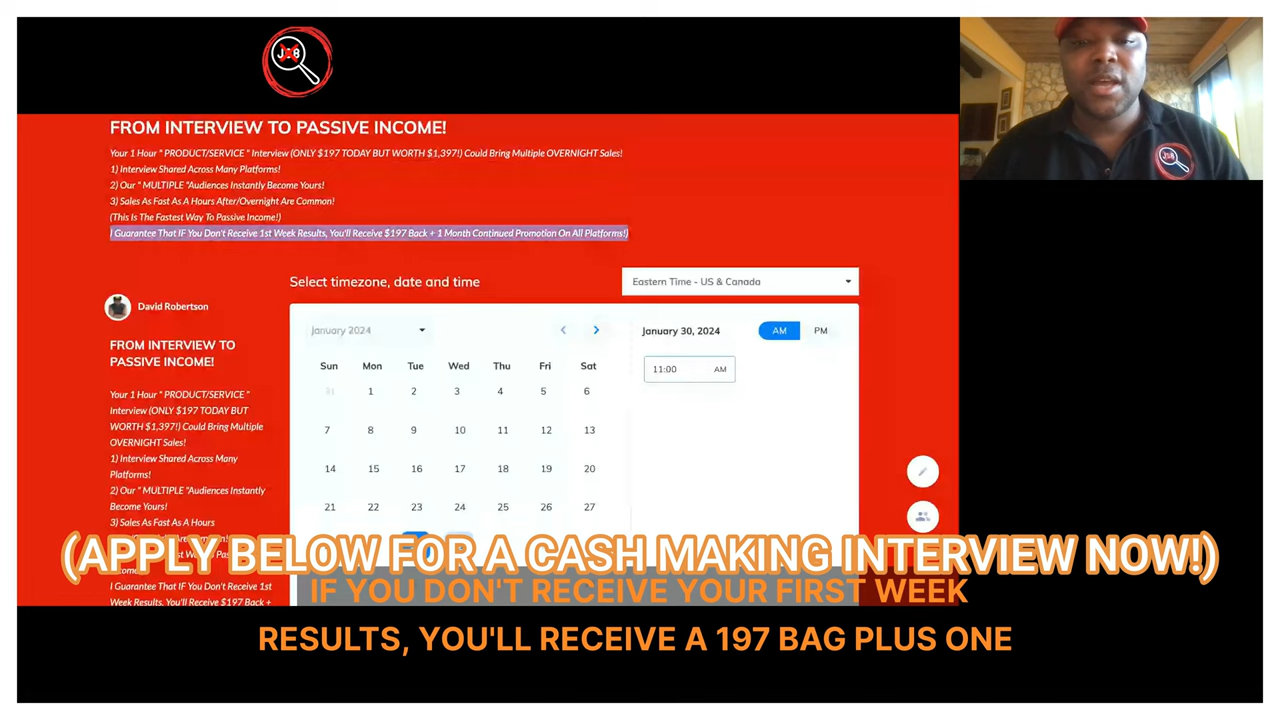 JOB
FROM INTERVIEW TO PASSIVE INCOME!
Your 1 Hour " PRODUCT/SERVICE " Interview (ONLY $197 TODAY BUT WORTH $1,397!) Could Bring Multiple OVERNIGHT Sales!
1) Interview Shared Across Many Platforms!
2) Our " MULTIPLE "Audiences Instantly Become Yours!
3) Sales As Fast As A Hours After/Overnight Are Common!
(This Is The Fastest Way To Passive Income!)
I Guarantee That IF You Don't Receive 1st Week Results, You'll Receive $197 Back + 1 Month Continued Promotion On All Platforms!)
JOB
Select timezone, date and time
Eastern Time - US & Canada
David Robertson
FROM INTERVIEW TO
PASSIVE INCOME!
Your 1 Hour " PRODUCT/SERVICE "
Interview (ONLY $197 TODAY BUT
WORTH $1,397!) Could Bring Multiple
OVERNIGHT Sales!
1) Interview Shared Across Many
Platforms!
2) Our " MULTIPLE "Audiences Instantly
Become Yours!
3) Sales As Fast As A Hours
I Guarantee That IF You Don't Receive 1st
Week Results, You'll Receive $197 Back +
January 2024
Sun Mon Tue Wed Thu Fri Sat
31 1 2 3 4 5 6
7 8 9 10 11 12 13
14 15 16 17 18 19 20
21 22 23 24 25 26 27
January 30, 2024
AM PM
11:00 AM
(APPLY BELOW FOR A CASH MAKING INTERVIEW NOW!)
IF YOU DON'T RECEIVE YOUR FIRST WEEK
RESULTS, YOU'LL RECEIVE A 197 BAG PLUS ONE